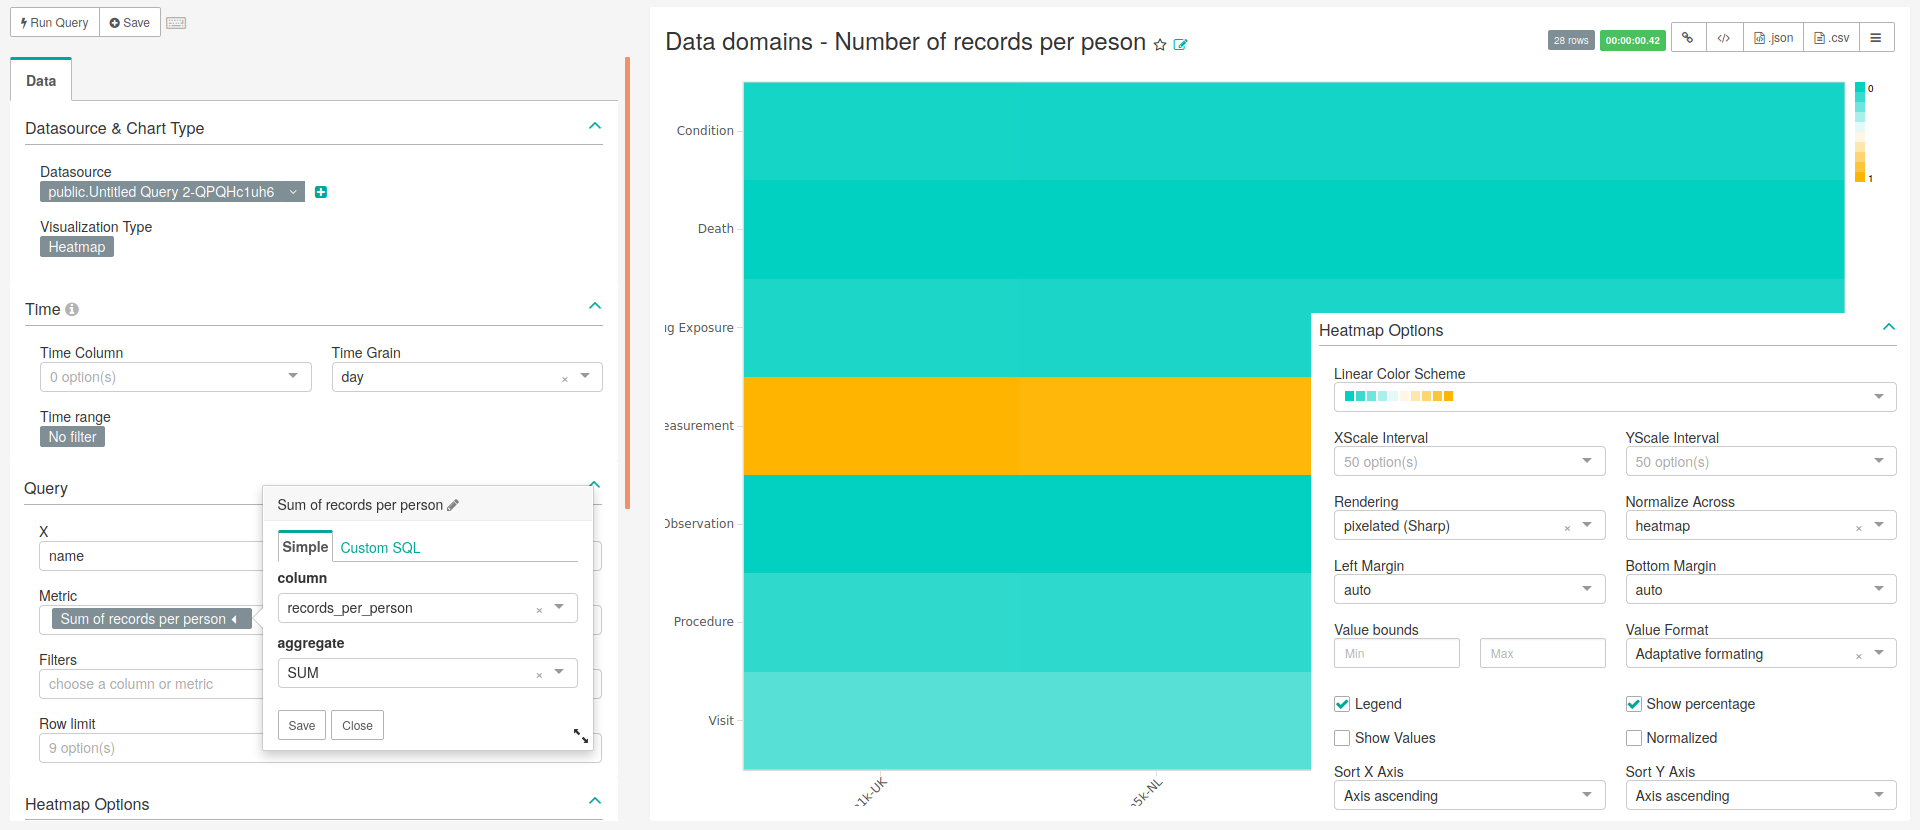 Run Query
Save
Data
Datasource & Chart Type
Datasource
public.Untitled Query 2-QPQHc1uh6
Visualization Type
Heatmap
Time
Time Column
Time Grain
0 option(s)
day
Time range
No filter
Query
X
name
Metric
Sum of records per person
Filters
choose a column or metric
Row limit
9 option(s)
Heatmap Options
Sum of records per person
Simple
Custom SQL
column
records_per_person
aggregate
SUM
Save
Close
Data domains - Number of records per peson
28 rows
00:00:00.42
</>
.json
.csv
0
1
Condition
Death
ug Exposure
easurement
Observation
Procedure
Visit
1k-UK
5k-NL
Heatmap Options
Linear Color Scheme
XScale Interval
YScale Interval
50 option(s)
50 option(s)
Rendering
Normalize Across
pixelated (Sharp)
heatmap
Left Margin
Bottom Margin
auto
auto
Value bounds
Value Format
Min
Max
Adaptative formating
Legend
Show percentage
Show Values
Normalized
Sort X Axis
Sort Y Axis
Axis ascending
Axis ascending